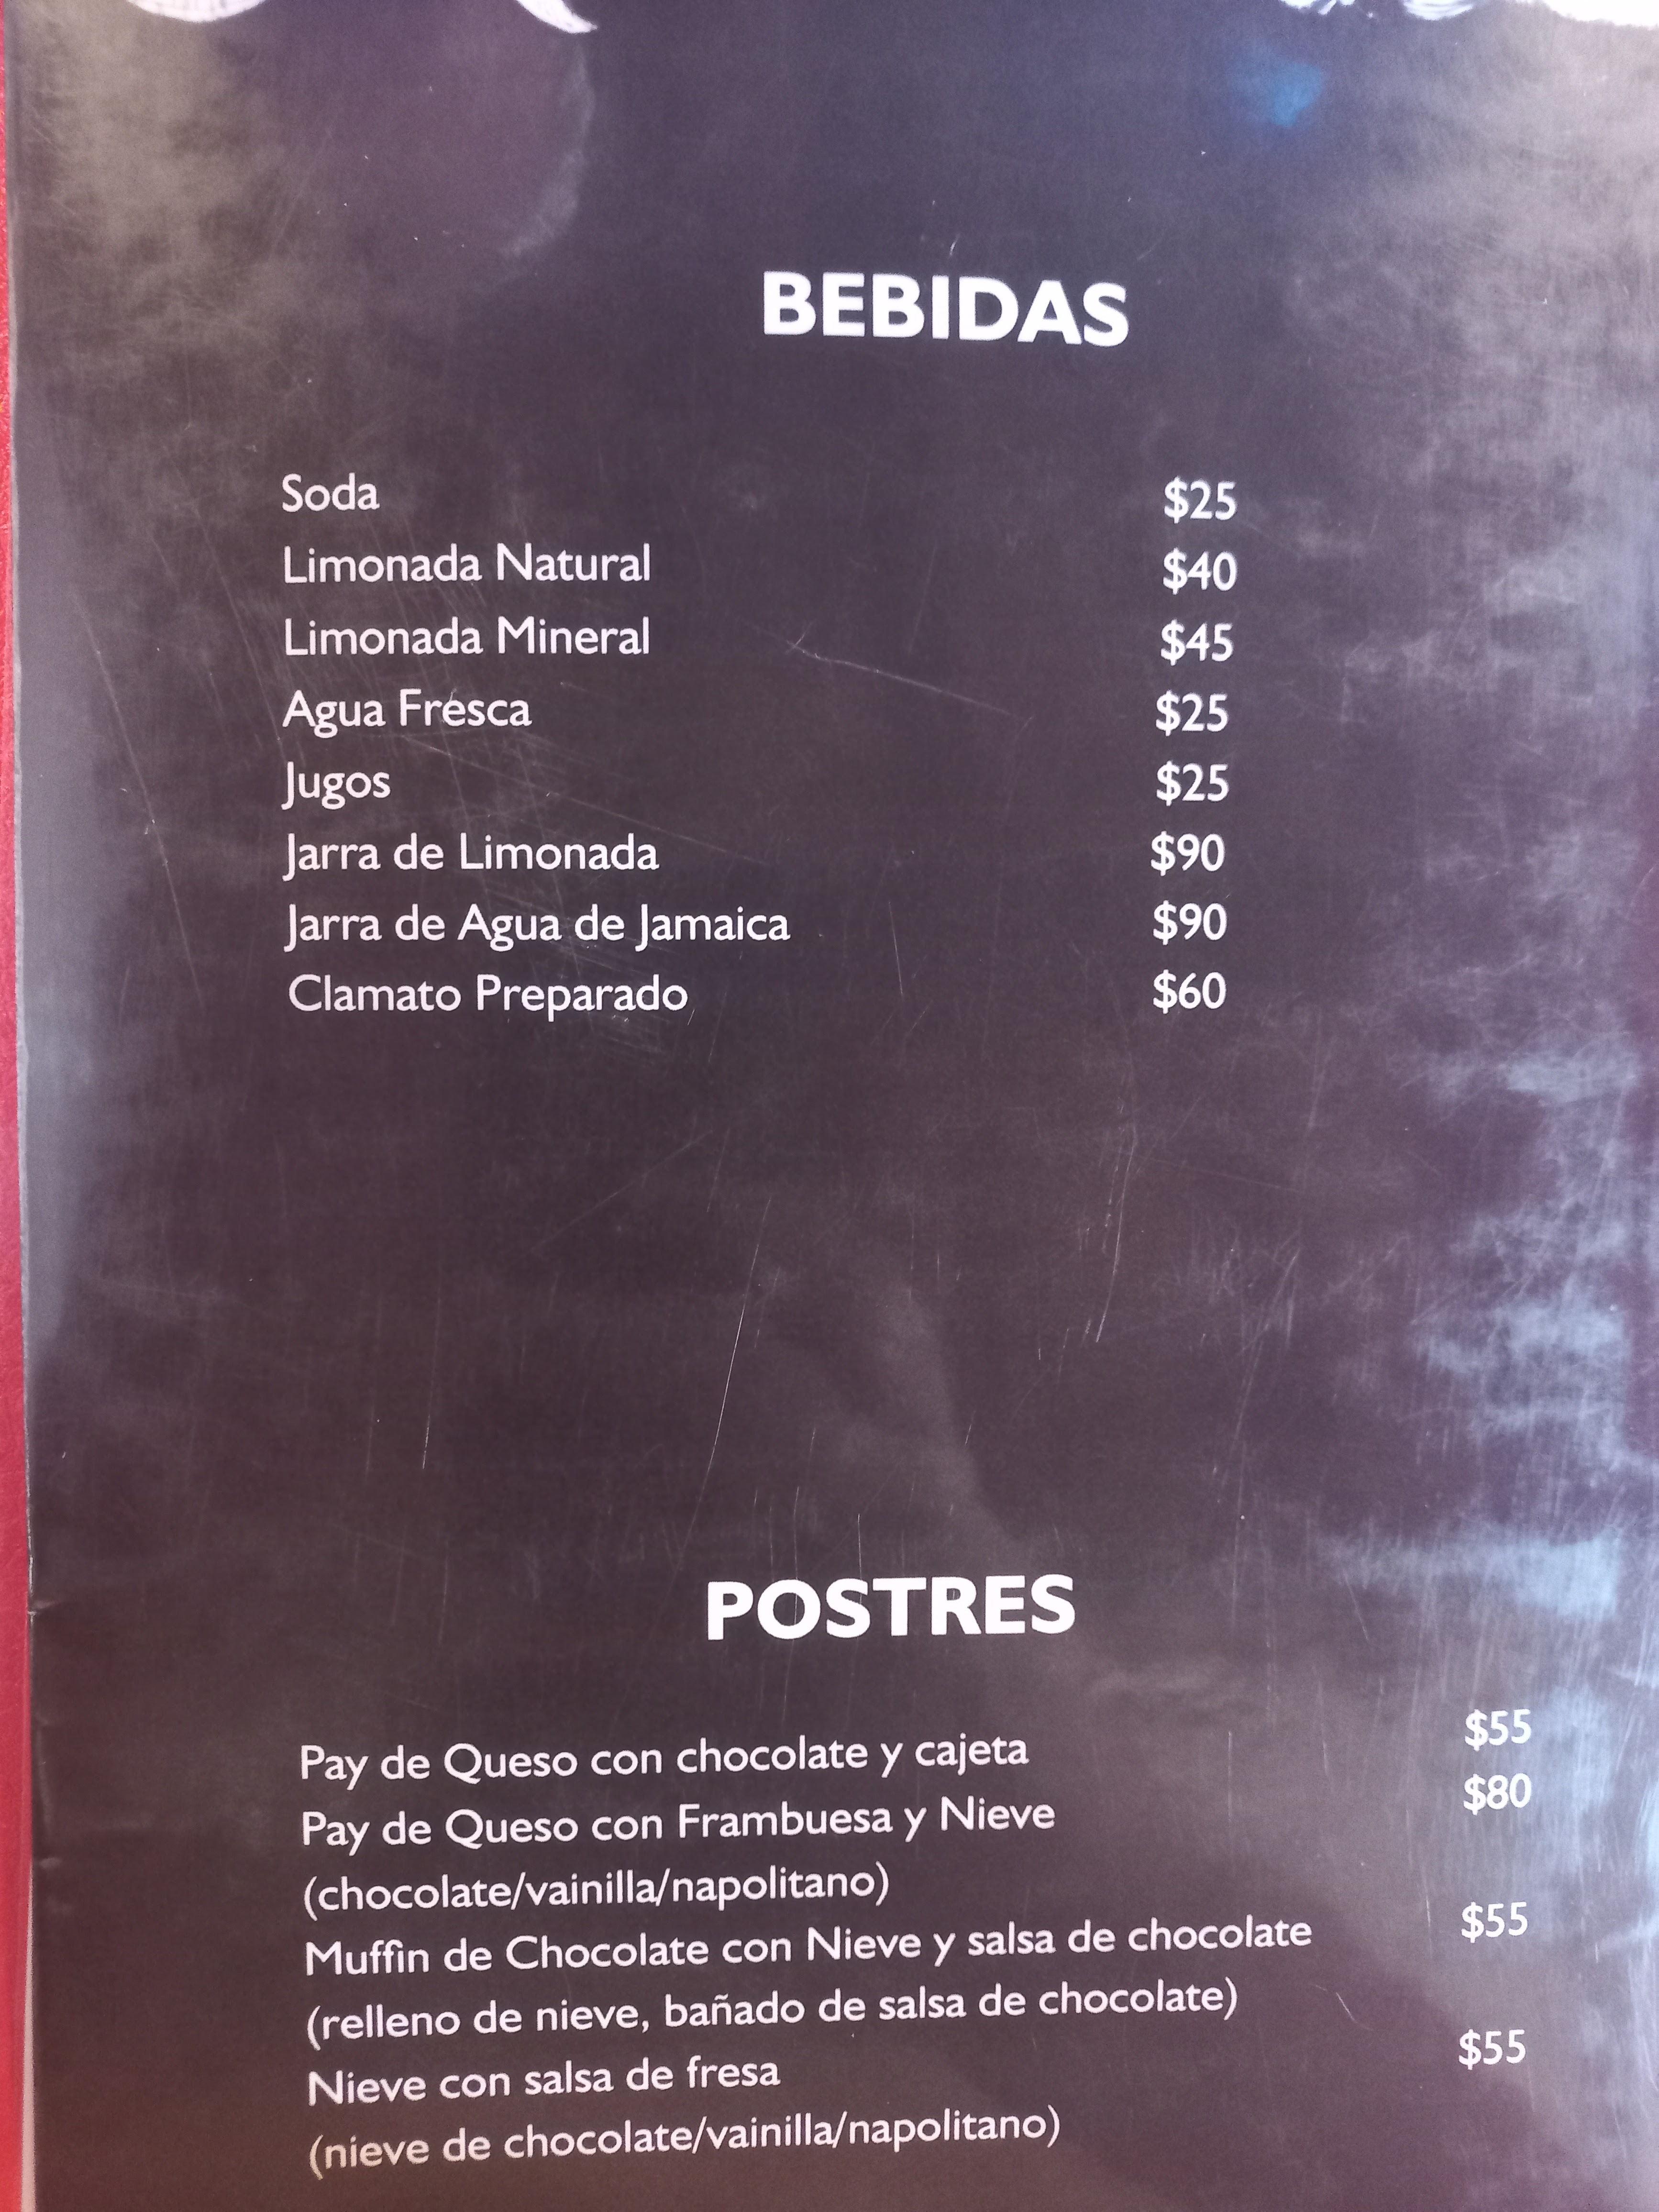 BEBIDAS
Soda $25
Limonada Natural $40
Limonada Mineral $45
Agua Fresca $25
Jugos $25
Jarra de Limonada $90
Jarra de Agua de Jamaica $90
Clamato Preparado $60
POSTRES
Pay de Queso con chocolate y cajeta $55
Pay de Queso con Frambuesa y Nieve $80
(chocolate/vainilla/napolitano)
Muffin de Chocolate con Nieve y salsa de chocolate $55
(relleno de nieve, bañado de salsa de chocolate)
Nieve con salsa de fresa $55
(nieve de chocolate/vainilla/napolitano)